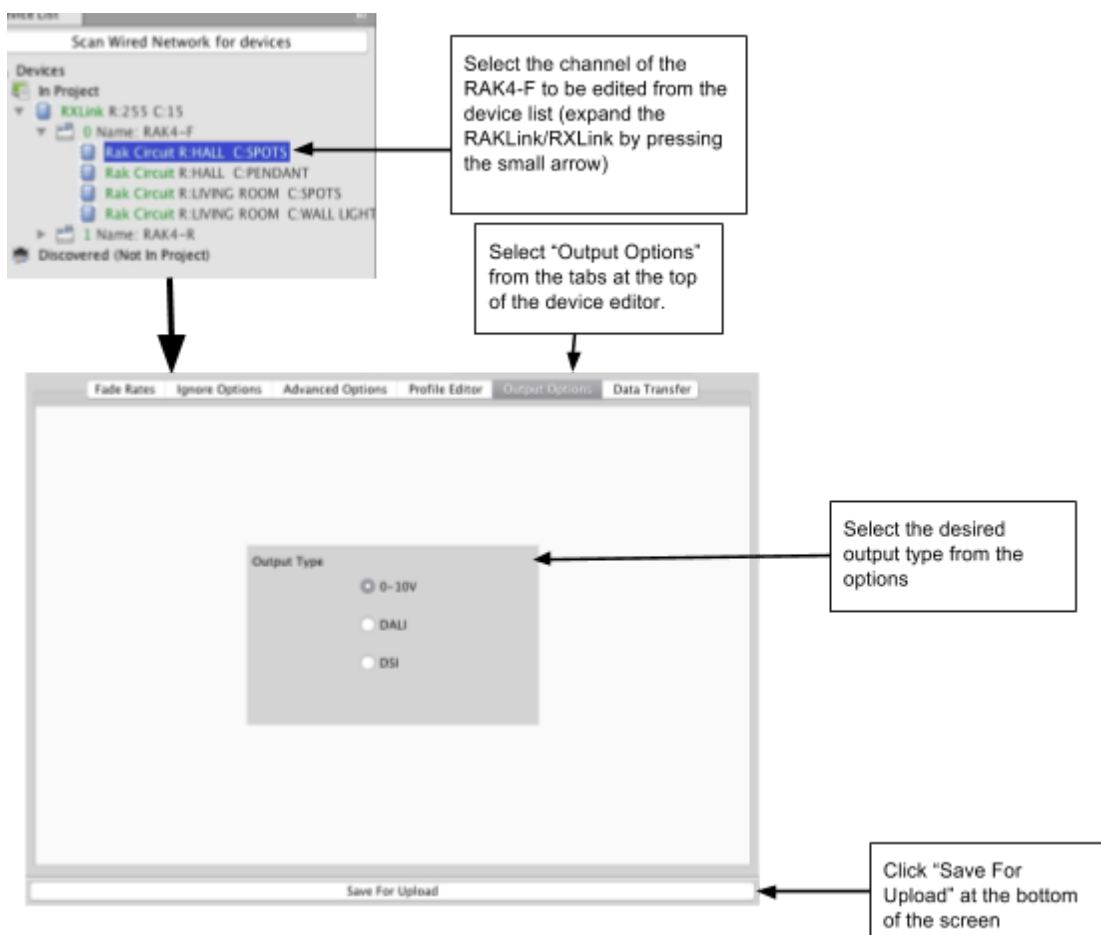 vice List
Scan Wired Network for devices
Devices
In Project
RXLink R:255 C:15
0 Name: RAK4-F
Rak Circuit R:HALL C:SPOTS
Rak Circuit R:HALL C:PENDANT
Rak Circuit R:LIVING ROOM C:SPOTS
Rak Circuit R:LIVING ROOM C:WALL LIGHT
1 Name: RAK4-R
Discovered (Not In Project)
Select the channel of the
RAK4-F to be edited from the
device list (expand the
RAKLink/RXLink by pressing
the small arrow)
Select “Output Options”
from the tabs at the top
of the device editor.
Fade Rates Ignore Options Advanced Options Profile Editor Output Options Data Transfer
Output Type
0-10V
DALI
DSI
Select the desired
output type from the
options
Save For Upload
Click “Save For
Upload” at the bottom
of the screen